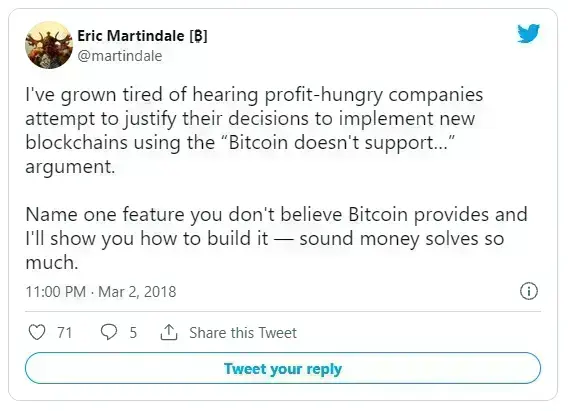 Eric Martindale [₿]
@martindale
I've grown tired of hearing profit-hungry companies
attempt to justify their decisions to implement new
blockchains using the “Bitcoin doesn't support...”
argument.
Name one feature you don't believe Bitcoin provides and
I'll show you how to build it — sound money solves so
much.
11:00 PM · Mar 2, 2018
71 5 Share this Tweet
Tweet your reply